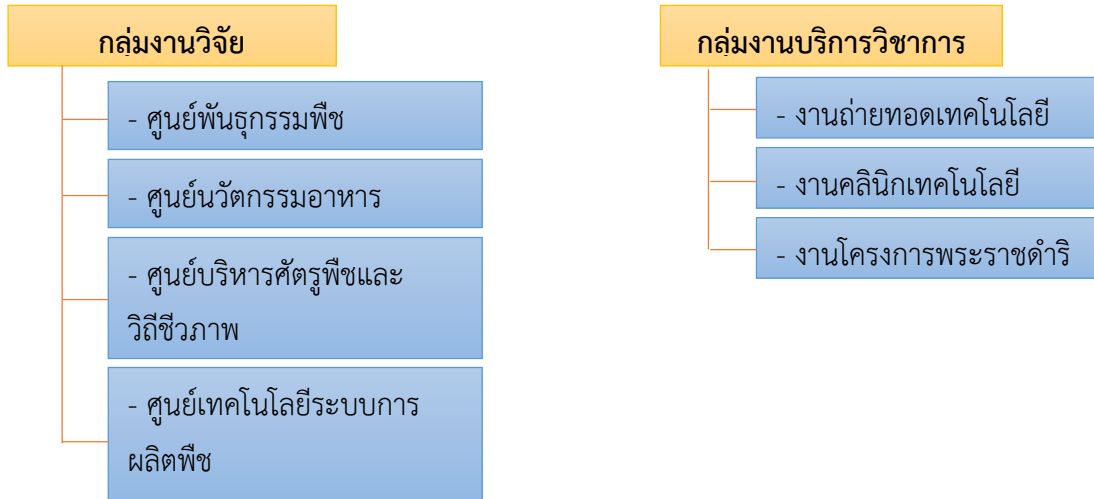 กลุ่มงานวิจัย
- ศูนย์พันธุกรรมพืช
- ศูนย์นวัตกรรมอาหาร
- ศูนย์บริหารศัตรูพืชและ
วิถีชีวภาพ
- ศูนย์เทคโนโลยีระบบการ
ผลิตพืช
กลุ่มงานบริการวิชาการ
- งานถ่ายทอดเทคโนโลยี
- งานคลินิกเทคโนโลยี
- งานโครงการพระราชดำริ